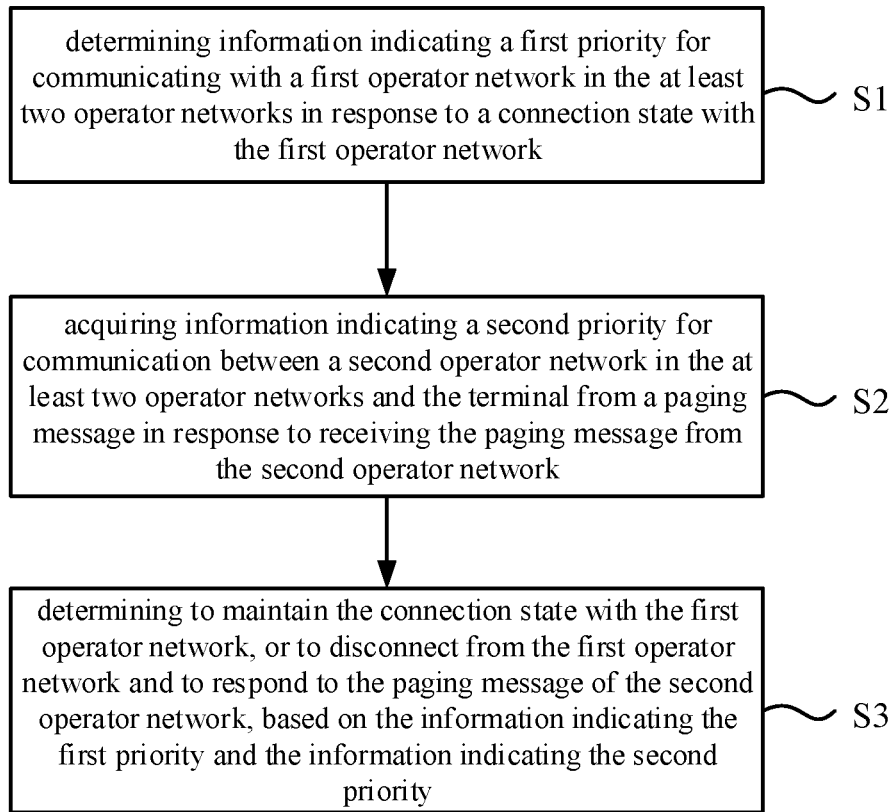 determining information indicating a first priority for
communicating with a first operator network in the at least
two operator networks in response to a connection state with
the first operator network
S1
acquiring information indicating a second priority for
communication between a second operator network in the at
least two operator networks and the terminal from a paging
message in response to receiving the paging message from
the second operator network
S2
determining to maintain the connection state with the first
operator network, or to disconnect from the first operator
network and to respond to the paging message of the second
operator network, based on the information indicating the
first priority and the information indicating the second
priority
S3